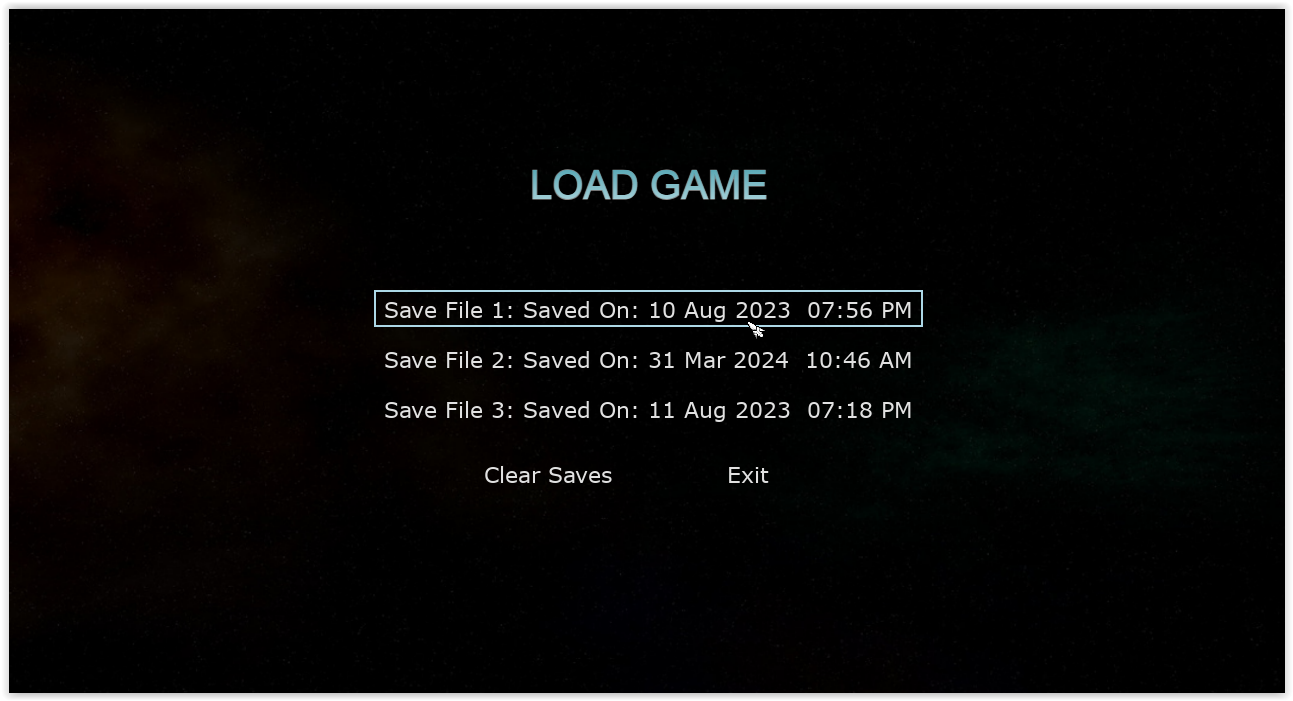 LOAD GAME
Save File 1: Saved On: 10 Aug 2023  07:56 PM
Save File 2: Saved On: 31 Mar 2024  10:46 AM
Save File 3: Saved On: 11 Aug 2023  07:18 PM
Clear Saves Exit